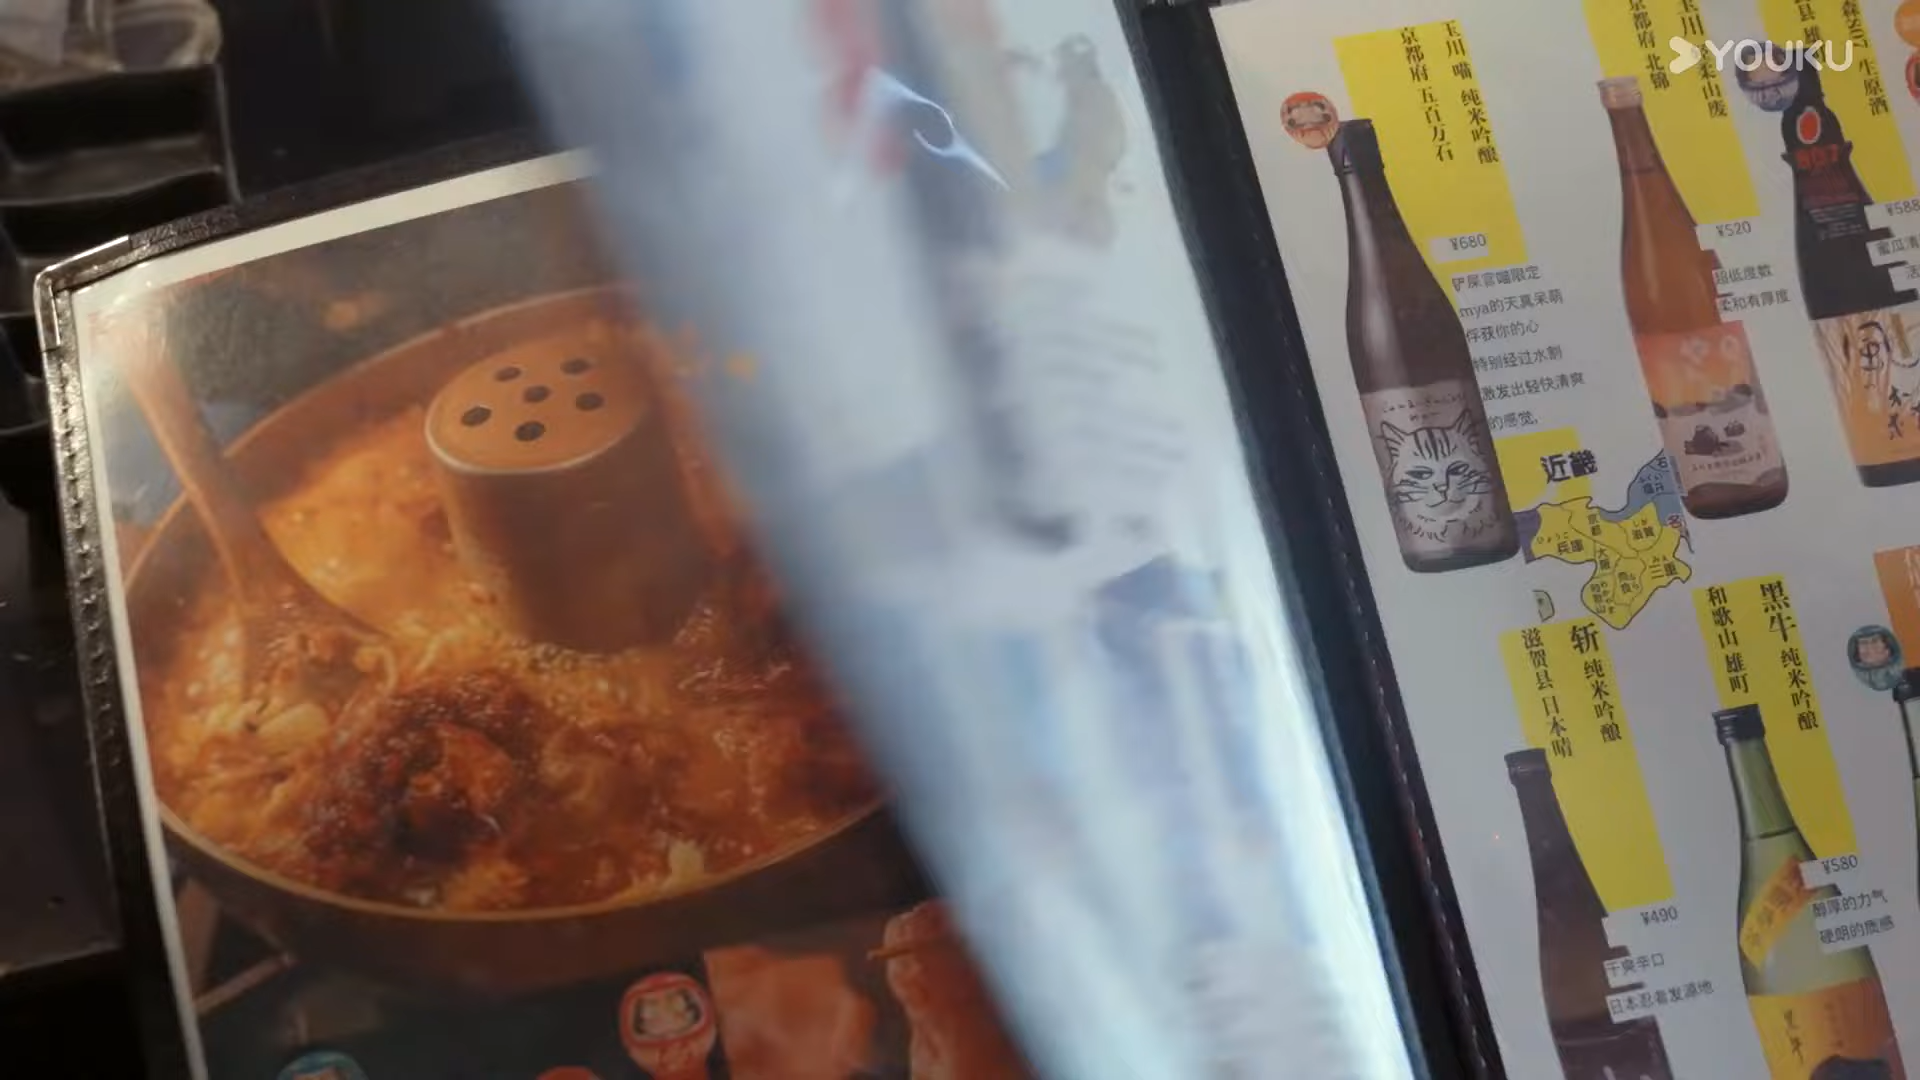 YOUKU
玉川 喵 纯米吟酿
京都府 五百万石
¥680
铲屎官喵限定
mya的天真呆萌
俘获你的心
特别经过水割
激发出轻快清爽
的感觉,
京都府 北锦
¥520
超低度数
柔和有厚度
生原酒
807
¥588
近畿
兵庫
京都
滋賀
大阪
奈良
三重
和歌山
斩 纯米吟酿
滋贺县 日本晴
¥490
干爽辛口
日本忍者发源地
黑牛 纯米吟酿
和歌山 雄町
¥580
醇厚的力气
硬朗的质感